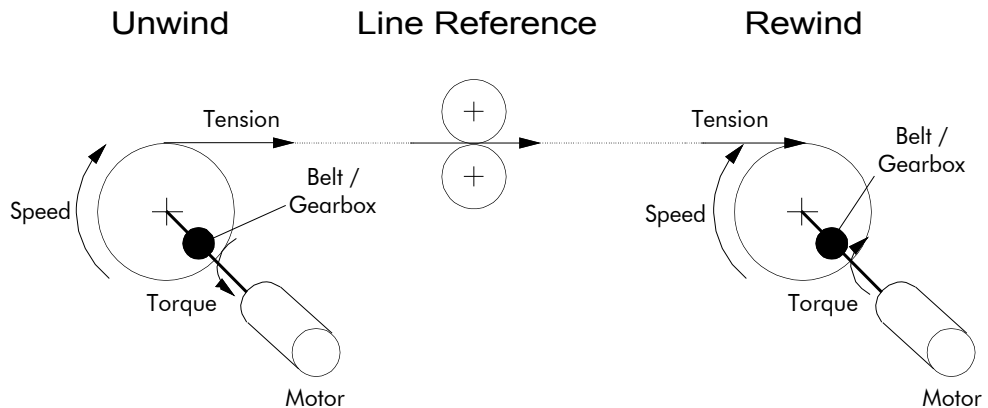 Unwind
Line Reference
Rewind
Tension
Tension
Belt /
Gearbox
Belt /
Gearbox
Speed
Speed
Torque
Torque
Motor
Motor